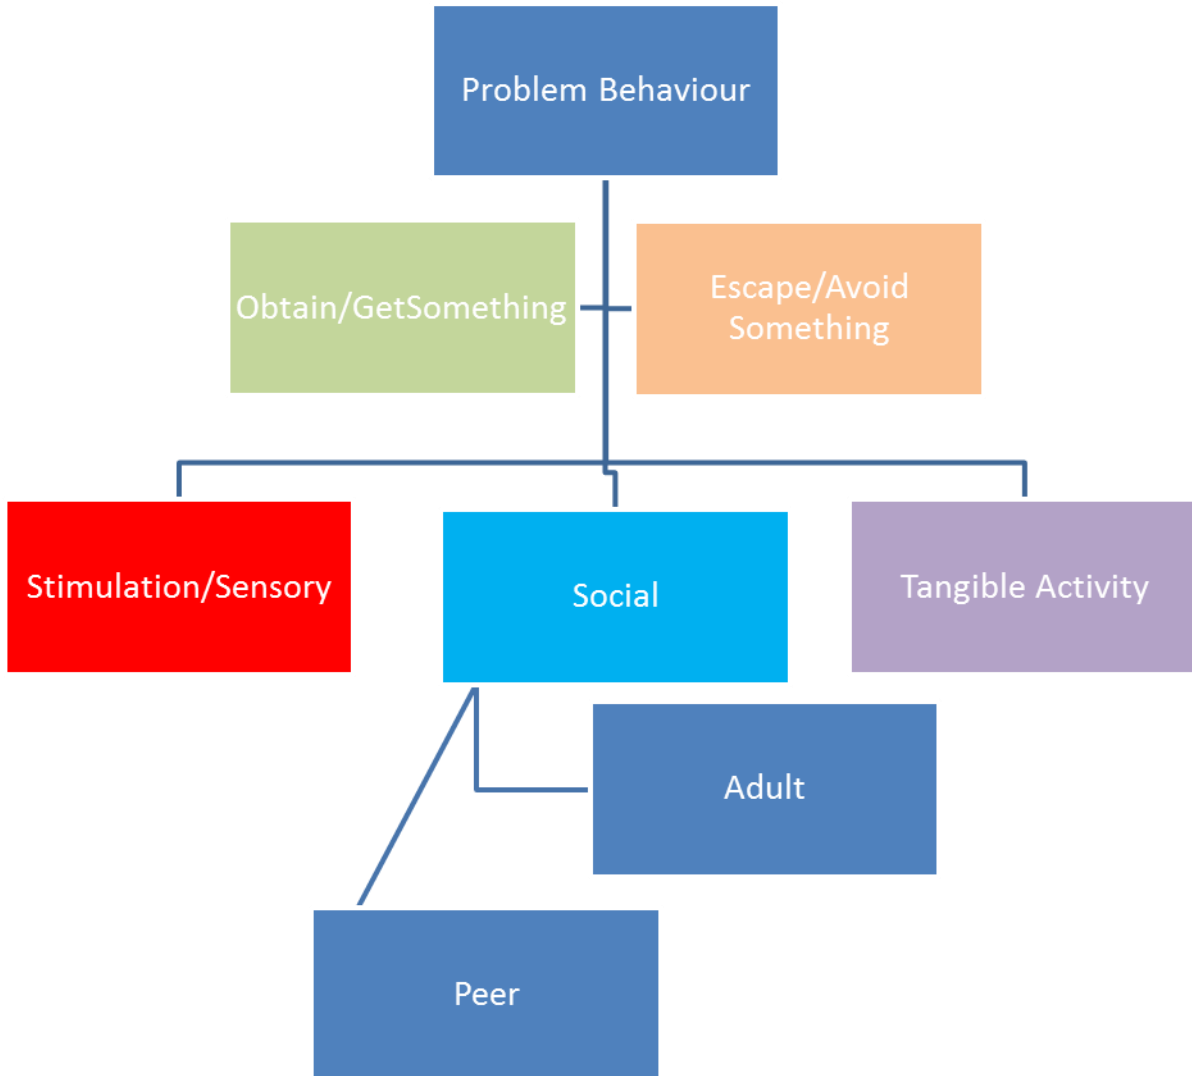 Problem Behaviour
Obtain/GetSomething
Escape/Avoid
Something
Stimulation/Sensory
Social
Tangible Activity
Adult
Peer